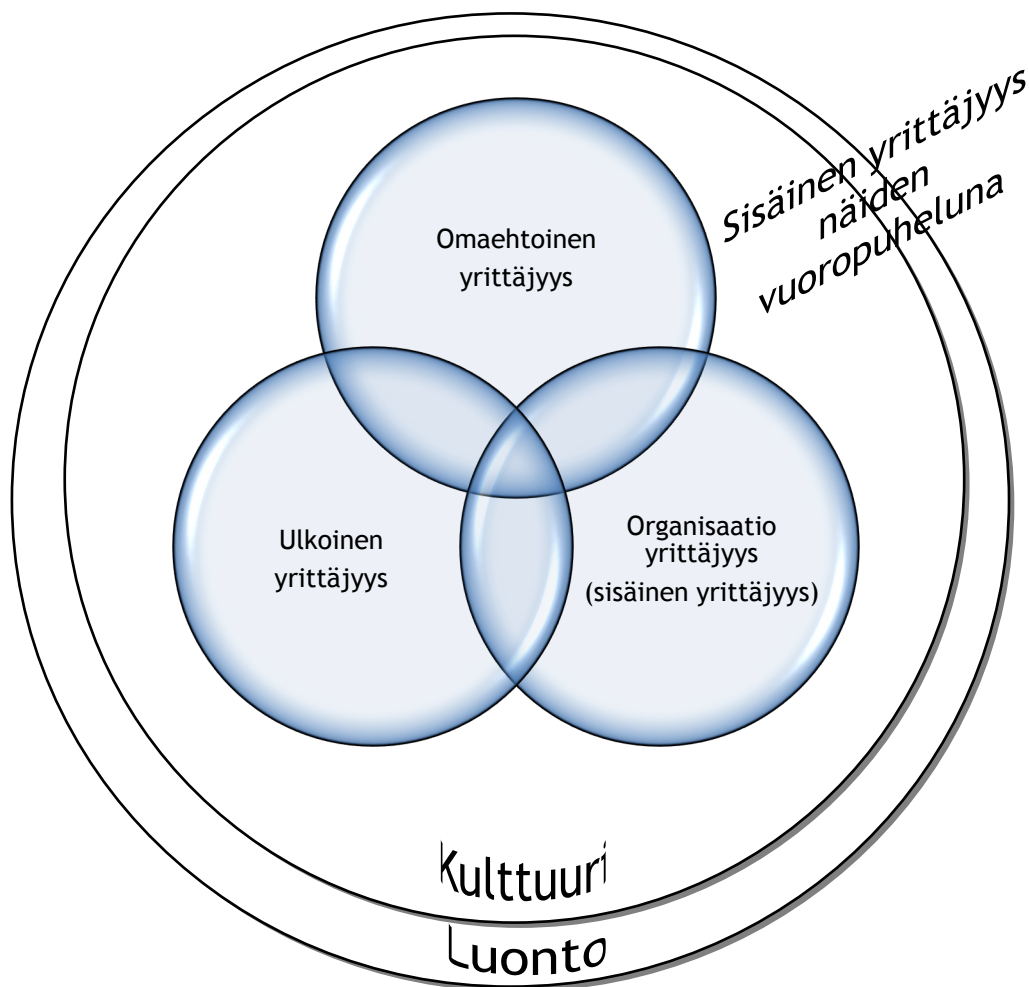 Sisäinen yrittäjyys
näiden
vuoropuheluna
Omaehtoinen
yrittäjyys
Ulkoinen
yrittäjyys
Organisaatio
yrittäjyys
(sisäinen yrittäjyys)
Kulttuuri
Luonto